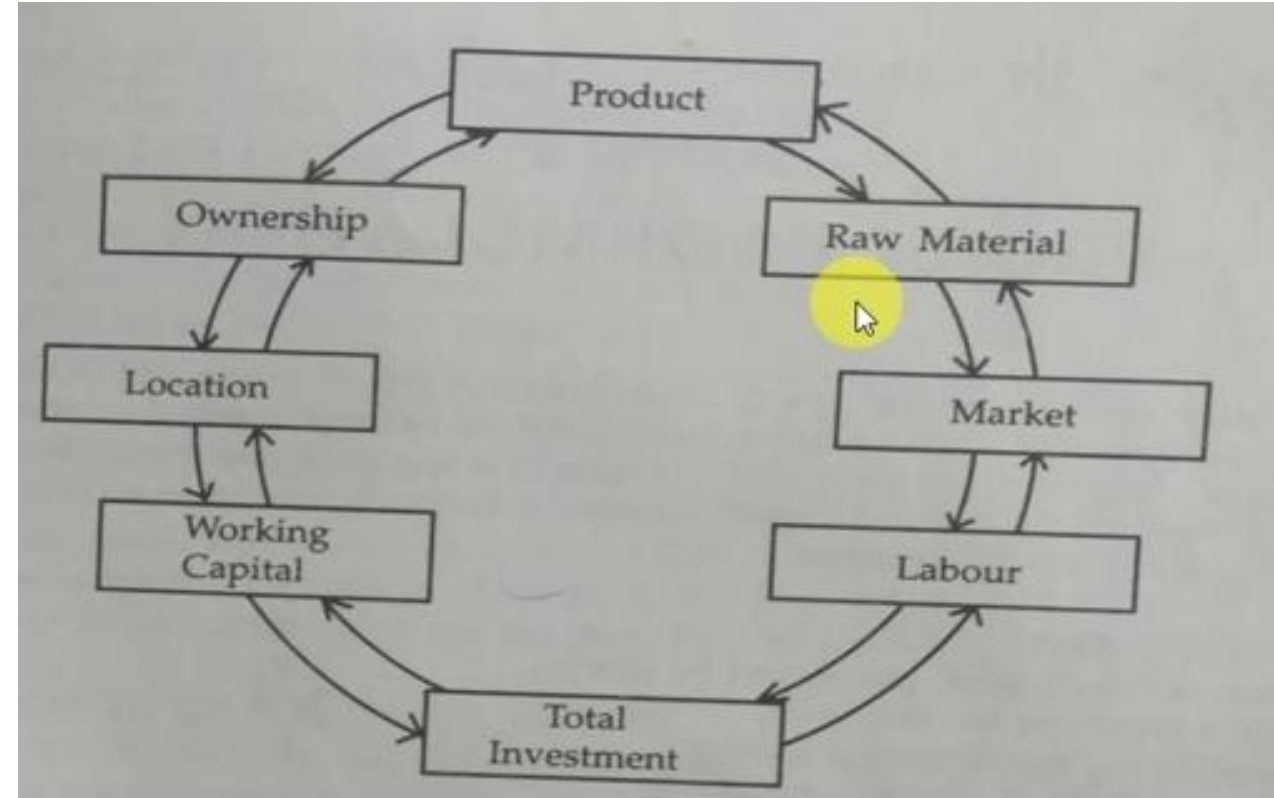 Product
Ownership
Raw Material
Location
Market
Working
Capital
Labour
Total
Investment